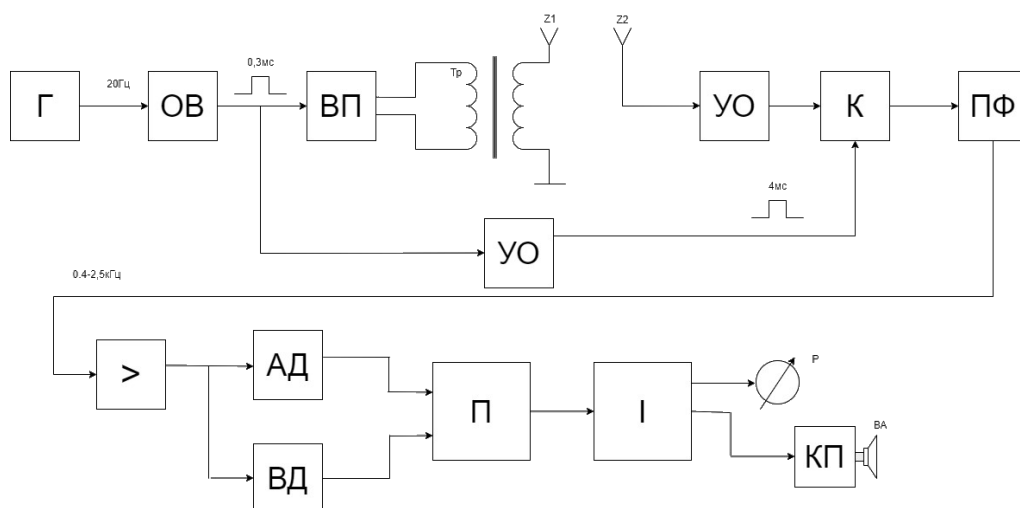 Z1
Z2
0,3мс
20Гц
Тр
Г
ОВ
ВП
УО
К
ПФ
4мс
УО
0.4-2,5кГц
>
АД
П
І
P
ВД
КП
BA